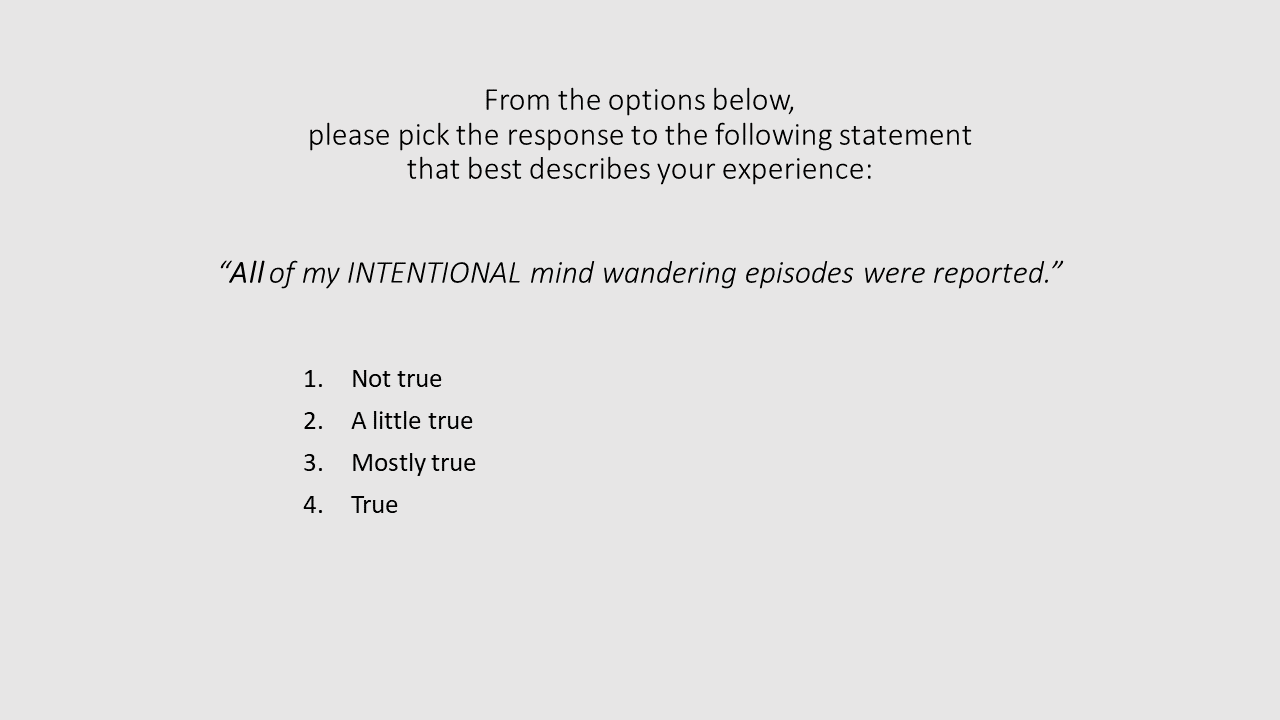 From the options below,
please pick the response to the following statement
that best describes your experience:
“All of my INTENTIONAL mind wandering episodes were reported.”
1. Not true
2. A little true
3. Mostly true
4. True